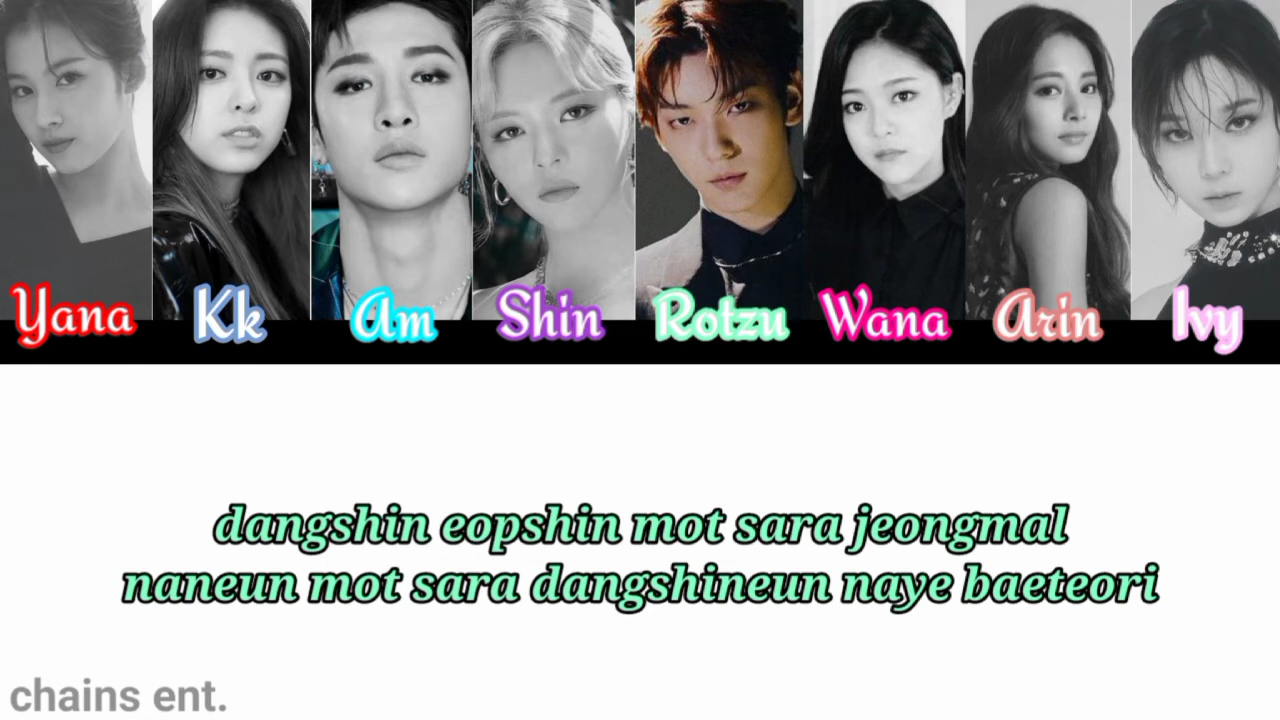 Yana Kk Am Shin Rotzu Wana Arin Ivy
dangshin eopshin mot sara jeongmal
naneun mot sara dangshineun naye baeteori
chains ent.